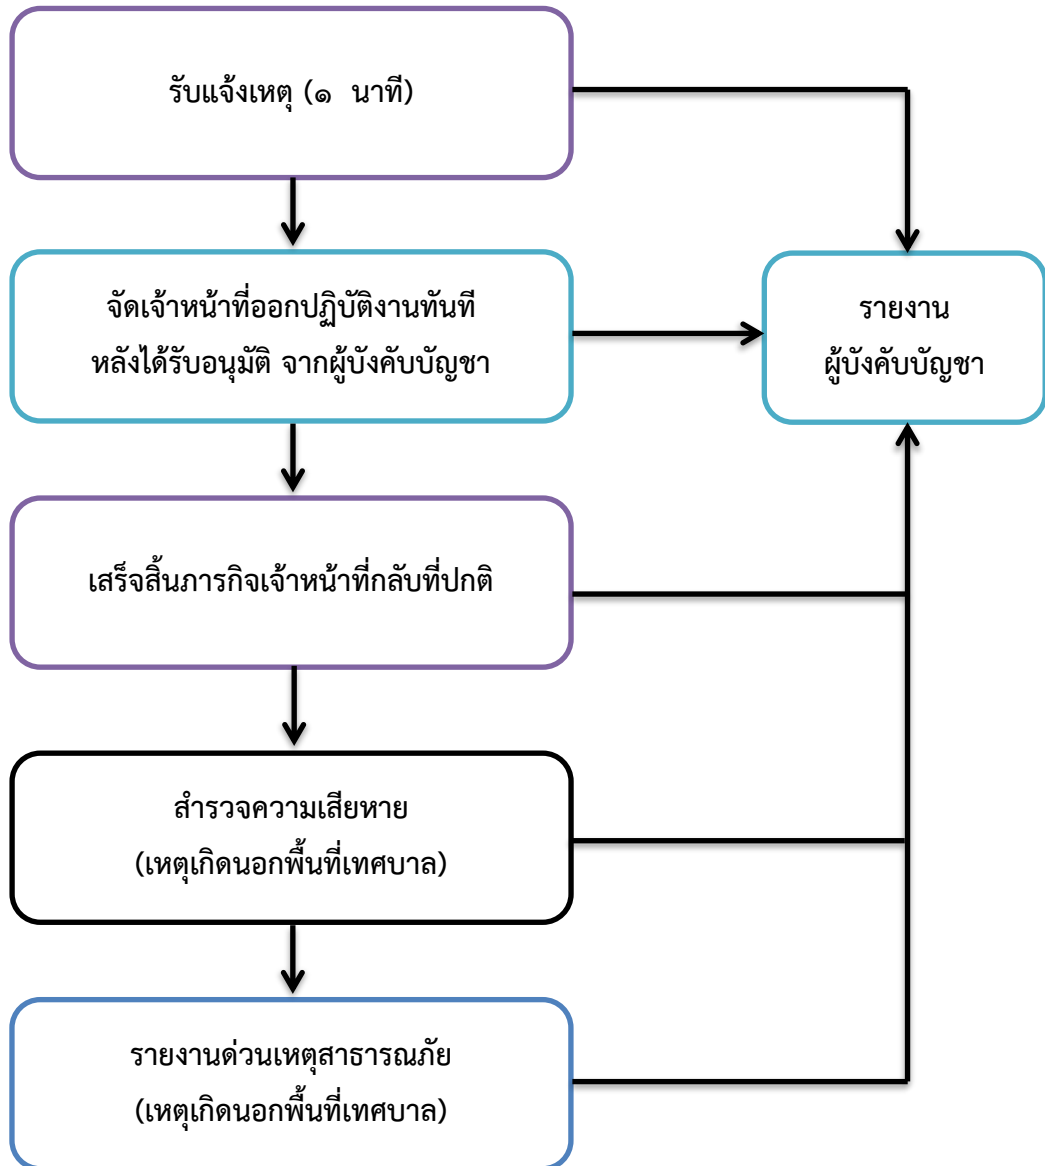 รับแจ้งเหตุ (๑ นาที)
จัดเจ้าหน้าที่ออกปฏิบัติงานทันที
หลังได้รับอนุมัติ จากผู้บังคับบัญชา
รายงาน
ผู้บังคับบัญชา
เสร็จสิ้นภารกิจเจ้าหน้าที่กลับที่ปกติ
สำรวจความเสียหาย
(เหตุเกิดนอกพื้นที่เทศบาล)
รายงานด่วนเหตุสาธารณภัย
(เหตุเกิดนอกพื้นที่เทศบาล)